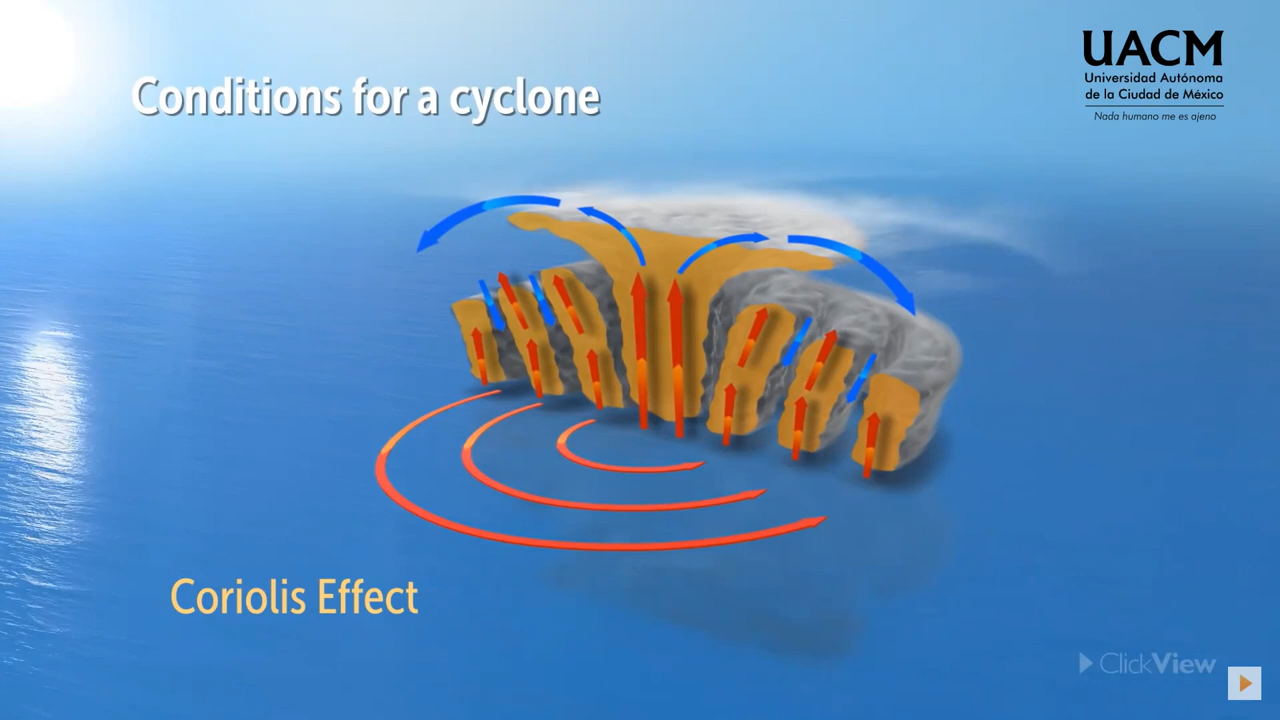 UACM
Universidad Autónoma
de la Ciudad de México
Nada humano me es ajeno
Conditions for a cyclone
Coriolis Effect
ClickView